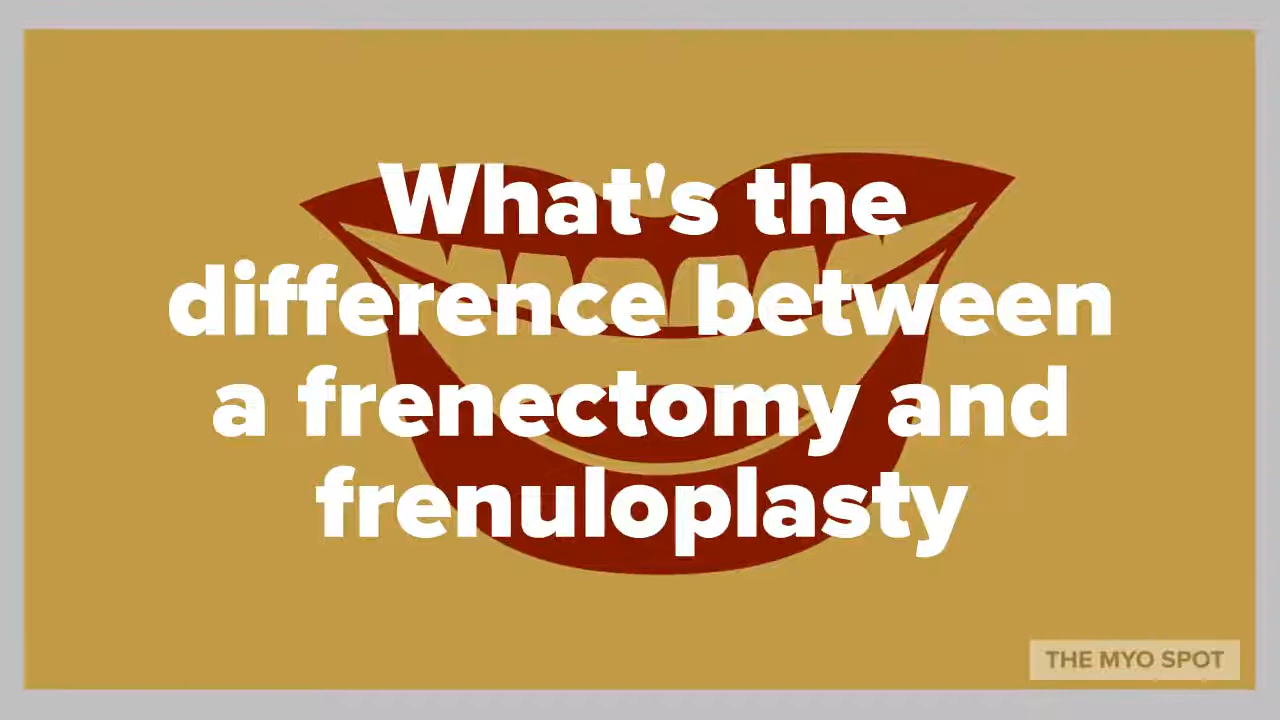 What's the
difference between
a frenectomy and
frenuloplasty
THE MYO SPOT